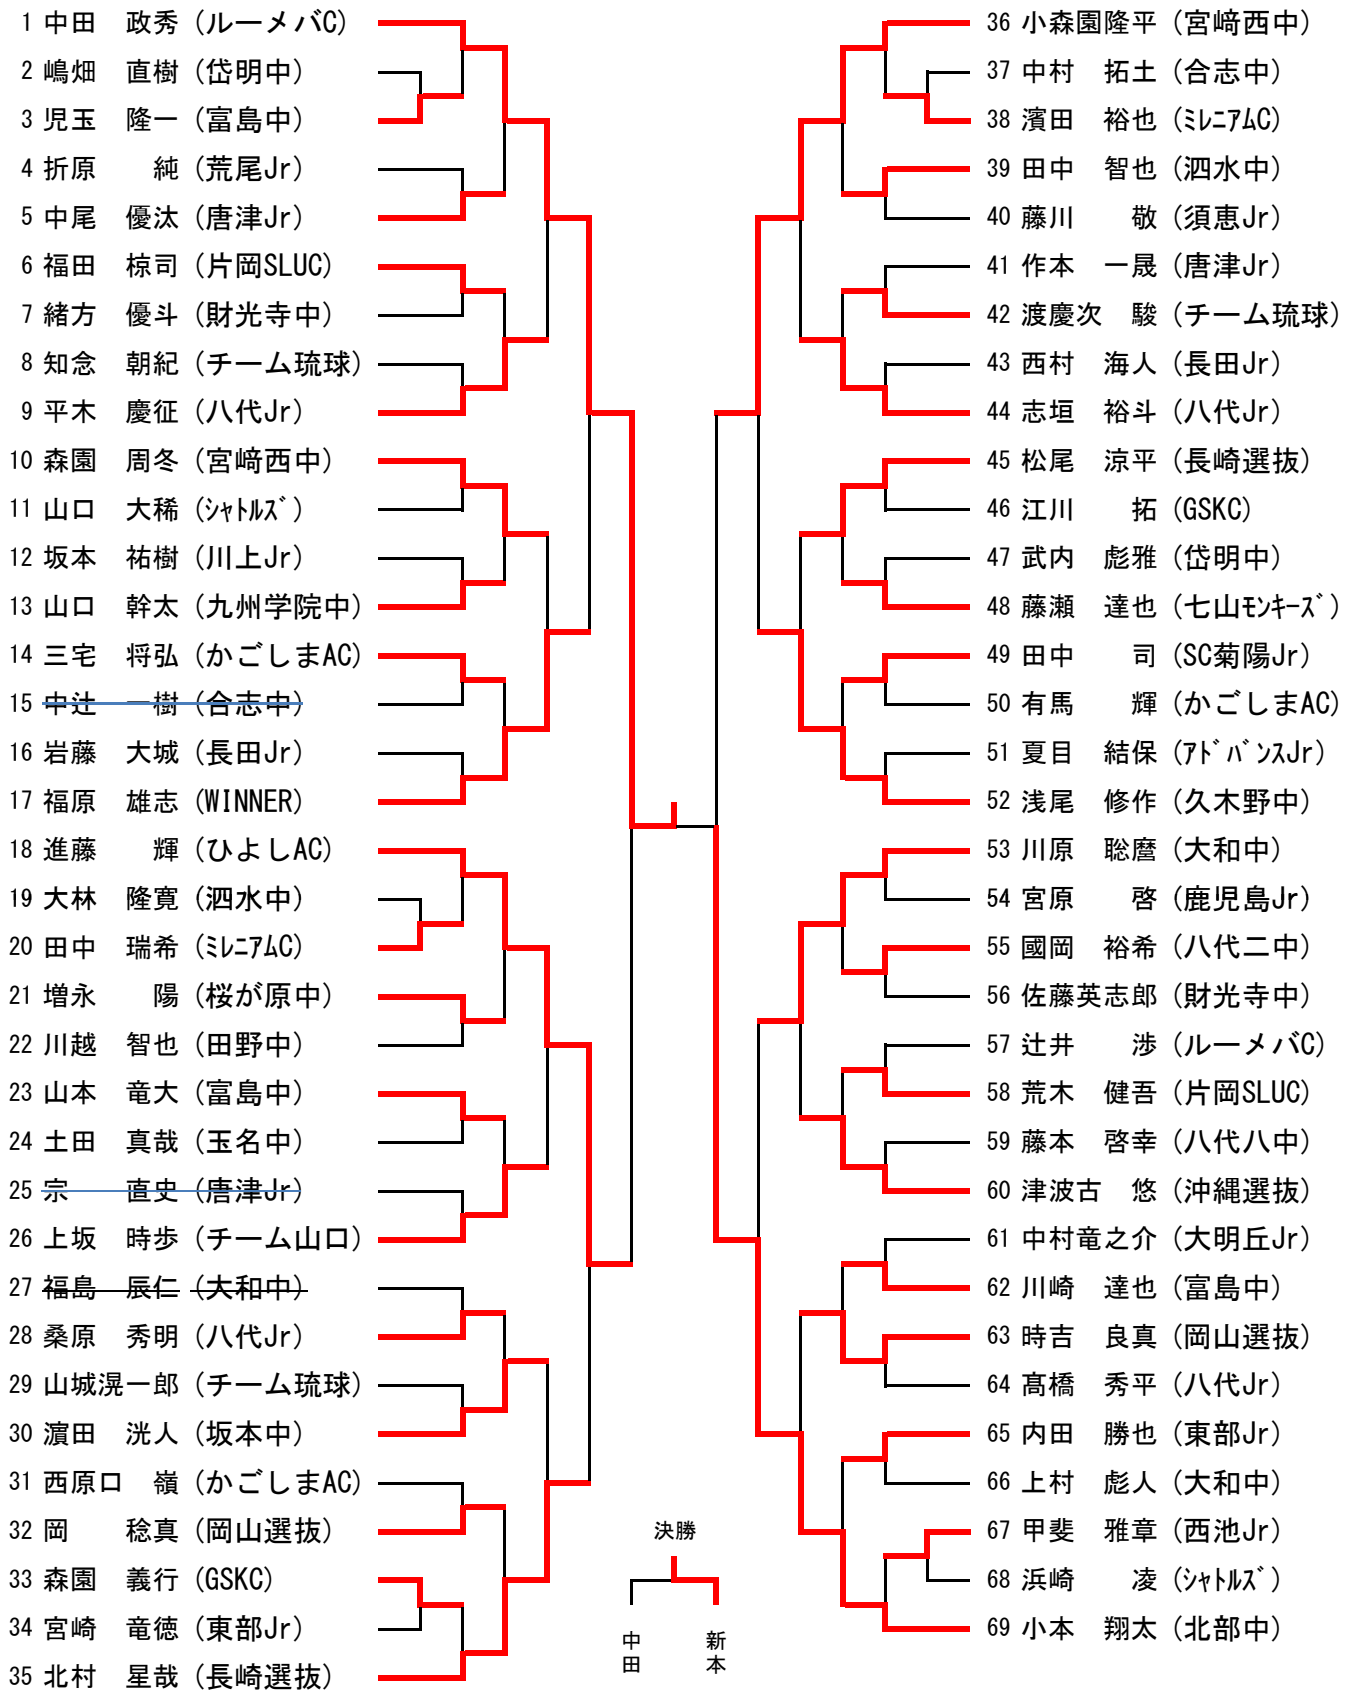 1 中田　政秀 (ルーメバC)
2 嶋畑　直樹 (岱明中)
3 児玉　隆一 (富島中)
4 折原　　純 (荒尾Jr)
5 中尾　優汰 (唐津Jr)
6 福田　椋司 (片岡SLUC)
7 緒方　優斗 (財光寺中)
8 知念　朝紀 (チーム琉球)
9 平木　慶征 (八代Jr)
10 森園　周冬 (宮﨑西中)
11 山口　大稀 (ｼｬﾄﾙｽﾞ)
12 坂本　祐樹 (川上Jr)
13 山口　幹太 (九州学院中)
14 三宅　将弘 (かごしまAC)
15 中辻　一樹 (合志中)
16 岩藤　大城 (長田Jr)
17 福原　雄志 (WINNER)
18 進藤　　輝 (ひよしAC)
19 大林　隆寛 (泗水中)
20 田中　瑞希 (ﾐﾚﾆｱﾑC)
21 増永　　陽 (桜が原中)
22 川越　智也 (田野中)
23 山本　竜大 (富島中)
24 土田　真哉 (玉名中)
25 宗　　直史 (唐津Jr)
26 上坂　時歩 (チーム山口)
27 福島　辰仁 (大和中)
28 桑原　秀明 (八代Jr)
29 山城滉一郎 (チーム琉球)
30 濵田　洸人 (坂本中)
31 西原口　嶺 (かごしまAC)
32 岡　　稔真 (岡山選抜)
33 森園　義行 (GSKC)
34 宮崎　竜徳 (東部Jr)
35 北村　星哉 (長崎選抜)
36 小森園隆平 (宮﨑西中)
37 中村　拓土 (合志中)
38 濱田　裕也 (ﾐﾚﾆｱﾑC)
39 田中　智也 (泗水中)
40 藤川　　敬 (須恵Jr)
41 作本　一晟 (唐津Jr)
42 渡慶次　駿 (チーム琉球)
43 西村　海人 (長田Jr)
44 志垣　裕斗 (八代Jr)
45 松尾　涼平 (長崎選抜)
46 江川　　拓 (GSKC)
47 武内　彪雅 (岱明中)
48 藤瀬　達也 (七山ﾓﾝｷｰｽﾞ)
49 田中　　司 (SC菊陽Jr)
50 有馬　　輝 (かごしまAC)
51 夏目　結保 (ｱﾄﾞﾊﾞﾝｽJr)
52 浅尾　修作 (久木野中)
53 川原　聡麿 (大和中)
54 宮原　　啓 (鹿児島Jr)
55 國岡　裕希 (八代二中)
56 佐藤英志郎 (財光寺中)
57 辻井　　渉 (ルーメバC)
58 荒木　健吾 (片岡SLUC)
59 藤本　啓幸 (八代八中)
60 津波古　悠 (沖縄選抜)
61 中村竜之介 (大明丘Jr)
62 川崎　達也 (富島中)
63 時吉　良真 (岡山選抜)
64 髙橋　秀平 (八代Jr)
65 内田　勝也 (東部Jr)
66 上村　彪人 (大和中)
67 甲斐　雅章 (西池Jr)
68 浜崎　　凌 (ｼｬﾄﾙｽﾞ)
69 小本　翔太 (北部中)
決勝
中田
新本